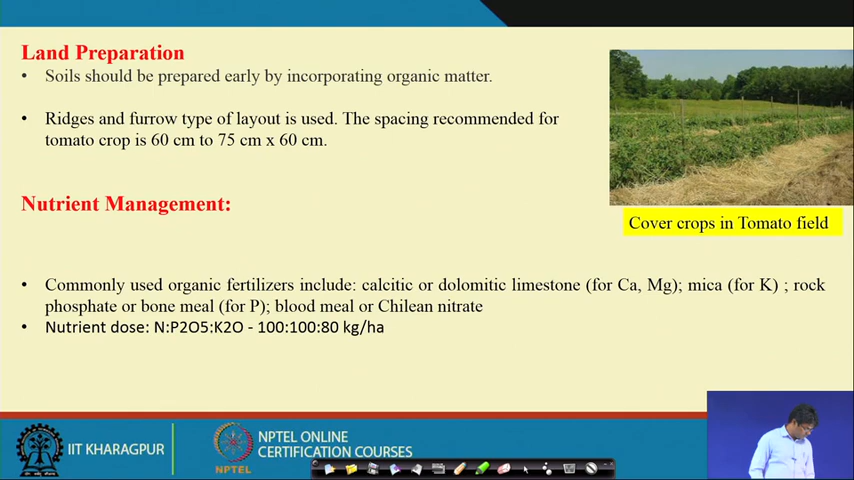 Land Preparation
• Soils should be prepared early by incorporating organic matter.
• Ridges and furrow type of layout is used. The spacing recommended for
tomato crop is 60 cm to 75 cm x 60 cm.
Cover crops in Tomato field
Nutrient Management:
• Commonly used organic fertilizers include: calcitic or dolomitic limestone (for Ca, Mg); mica (for K) ; rock
phosphate or bone meal (for P); blood meal or Chilean nitrate
• Nutrient dose: N:P2O5:K2O - 100:100:80 kg/ha
IIT KHARAGPUR
NPTEL
NPTEL ONLINE
CERTIFICATION COURSES